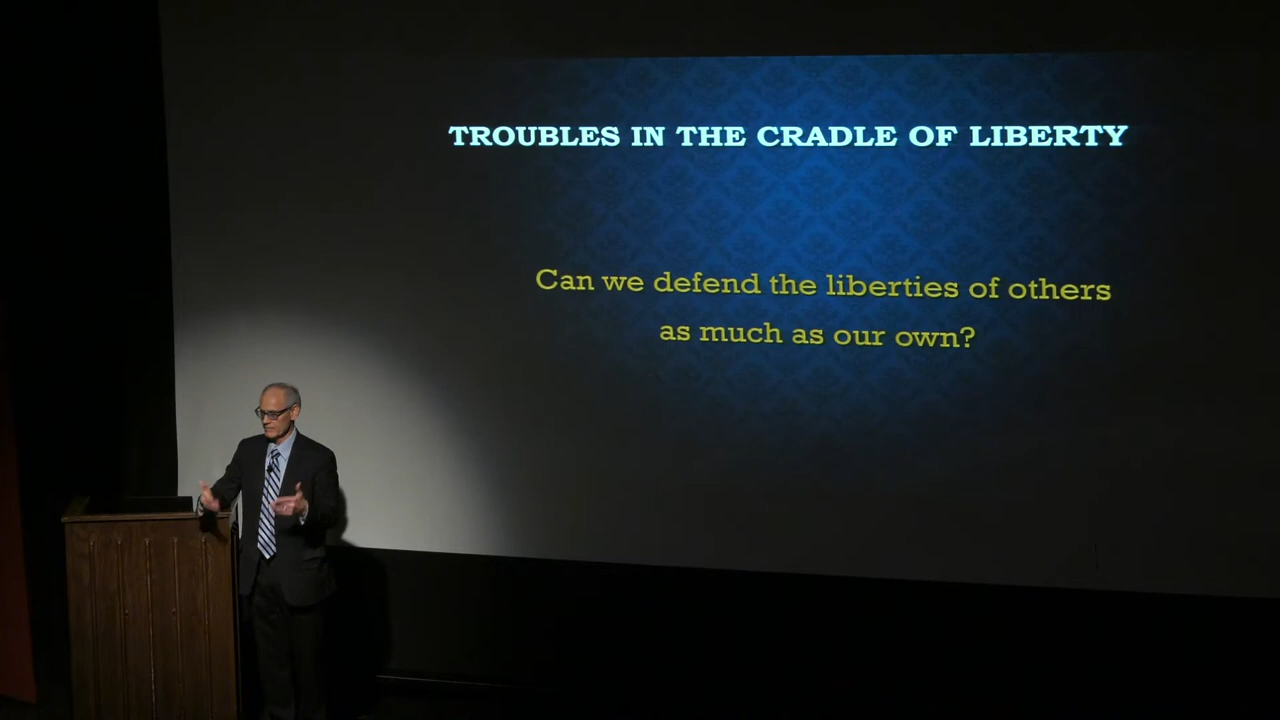 TROUBLES IN THE CRADLE OF LIBERTY
Can we defend the liberties of others
as much as our own?